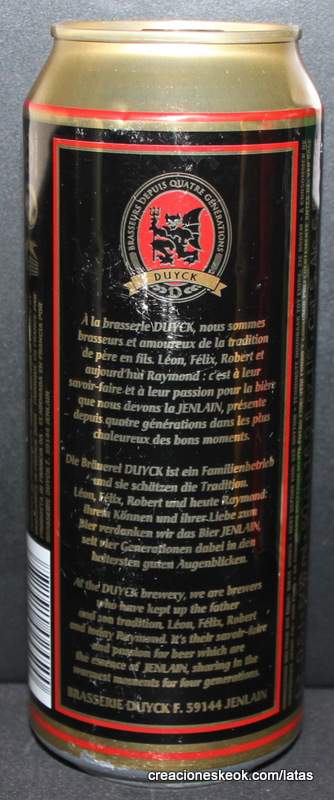 BRASSEURS DEPUIS QUATRE GÉNÉRATIONS
DUYCK
D
À la brasserie DUYCK, nous sommes
brasseurs et amoureux de la tradition
de père en fils. Léon, Félix, Robert et
aujourd'hui Raymond : c'est à leur
savoir-faire et à leur passion pour la bière
que nous devons la JENLAIN, présente
depuis quatre générations dans les plus
chaleureux des bons moments.
Die Bräuerei DUYCK ist ein Familienbetrieb
und sie schützen die Tradition.
Léon, Félix, Robert und heute Raymond:
ihrem Können und ihrer Liebe zum
Bier verdanken wir das Bier JENLAIN,
seit vier Generationen dabei in den
heitersten guten Augenblicken.
At the DUYCK brewery, we are brewers
who have kept up the father
and son tradition, Léon, Félix, Robert
and today Raymond. It's their savoir-faire
and passion for beer which are
the essence of JENLAIN, sharing in the
warmest moments for four generations.
BRASSERIE DUYCK F. 59144 JENLAIN
creacioneskeok.com/latas